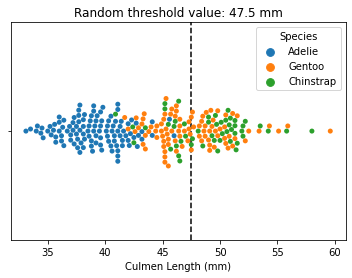 Random threshold value: 47.5 mm
Species
Adelie
Gentoo
Chinstrap
35 40 45 50 55 60
Culmen Length (mm)